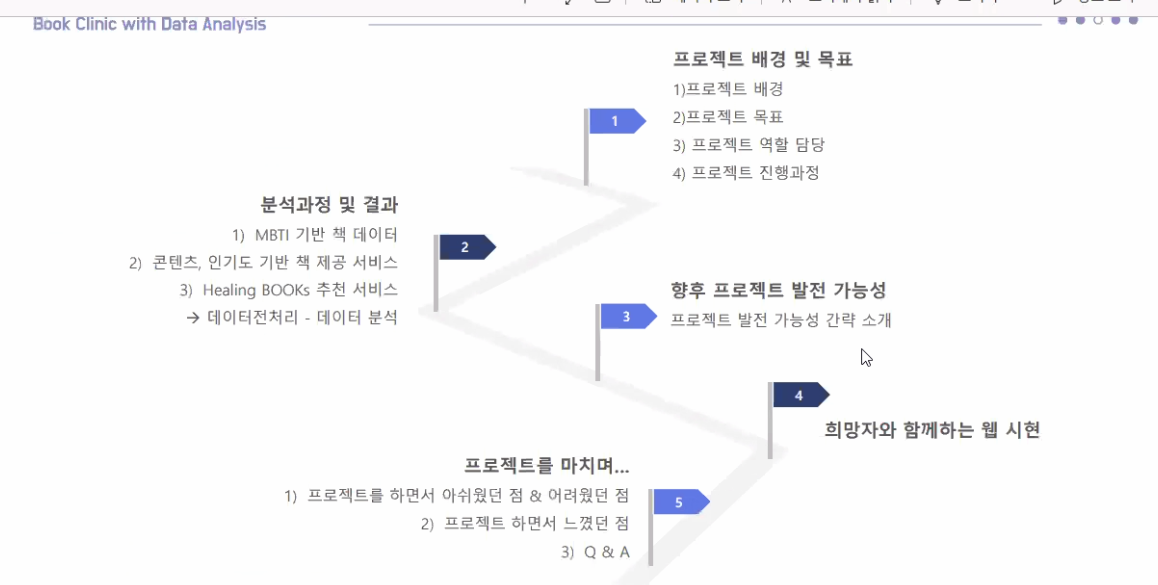 Book Clinic with Data Analysis
1
프로젝트 배경 및 목표
1)프로젝트 배경
2)프로젝트 목표
3) 프로젝트 역할 담당
4) 프로젝트 진행과정
2
분석과정 및 결과
1) MBTI 기반 책 데이터
2) 콘텐츠, 인기도 기반 책 제공 서비스
3) Healing BOOKs 추천 서비스
→ 데이터전처리 - 데이터 분석
3
향후 프로젝트 발전 가능성
프로젝트 발전 가능성 간략 소개
4
희망자와 함께하는 웹 시현
5
프로젝트를 마치며...
1) 프로젝트를 하면서 아쉬웠던 점 & 어려웠던 점
2) 프로젝트 하면서 느꼈던 점
3) Q & A